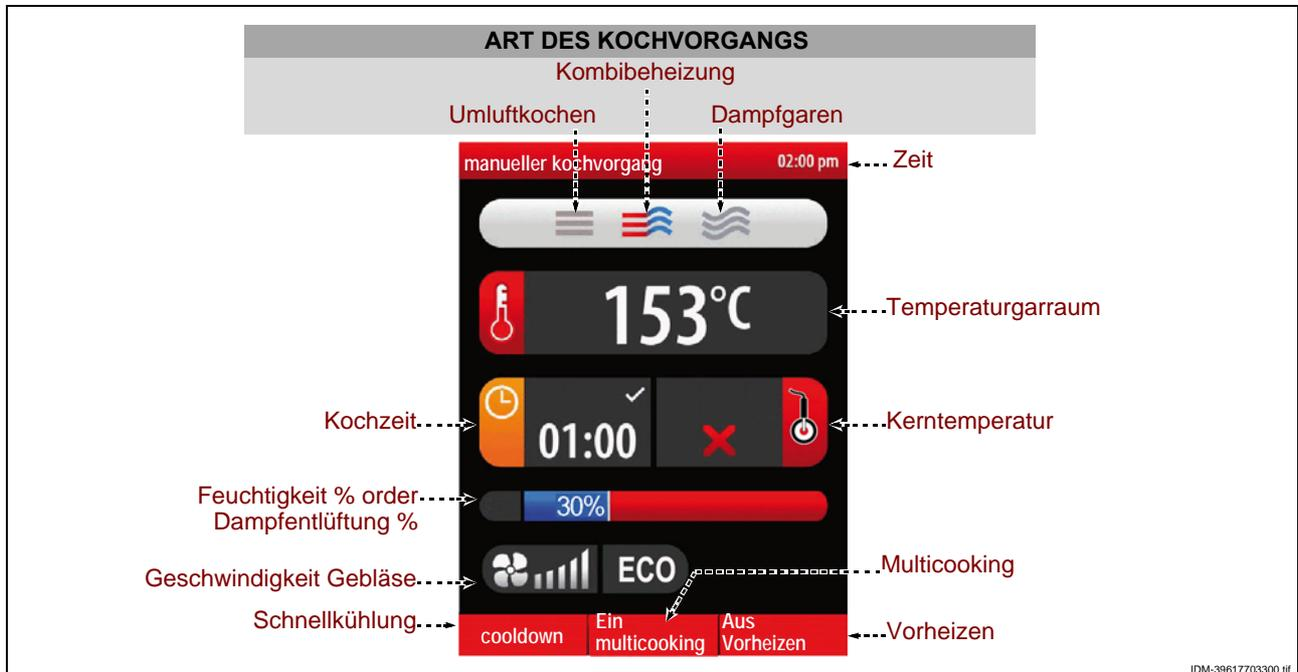 ART DES KOCHVORGANGS
Kombibeheizung
Umluftkochen
Dampfgaren
manueller kochvorgang
02:00 pm
Zeit
153°C
Temperaturgarraum
Kochzeit
01:00
Kerntemperatur
Feuchtigkeit % order
Dampfentlüftung %
30%
Geschwindigkeit Gebläse
ECO
Multicooking
Schnellkühlung
cooldown
Ein
multicooking
Aus
Vorheizen
Vorheizen
IDM-39617703300.tif